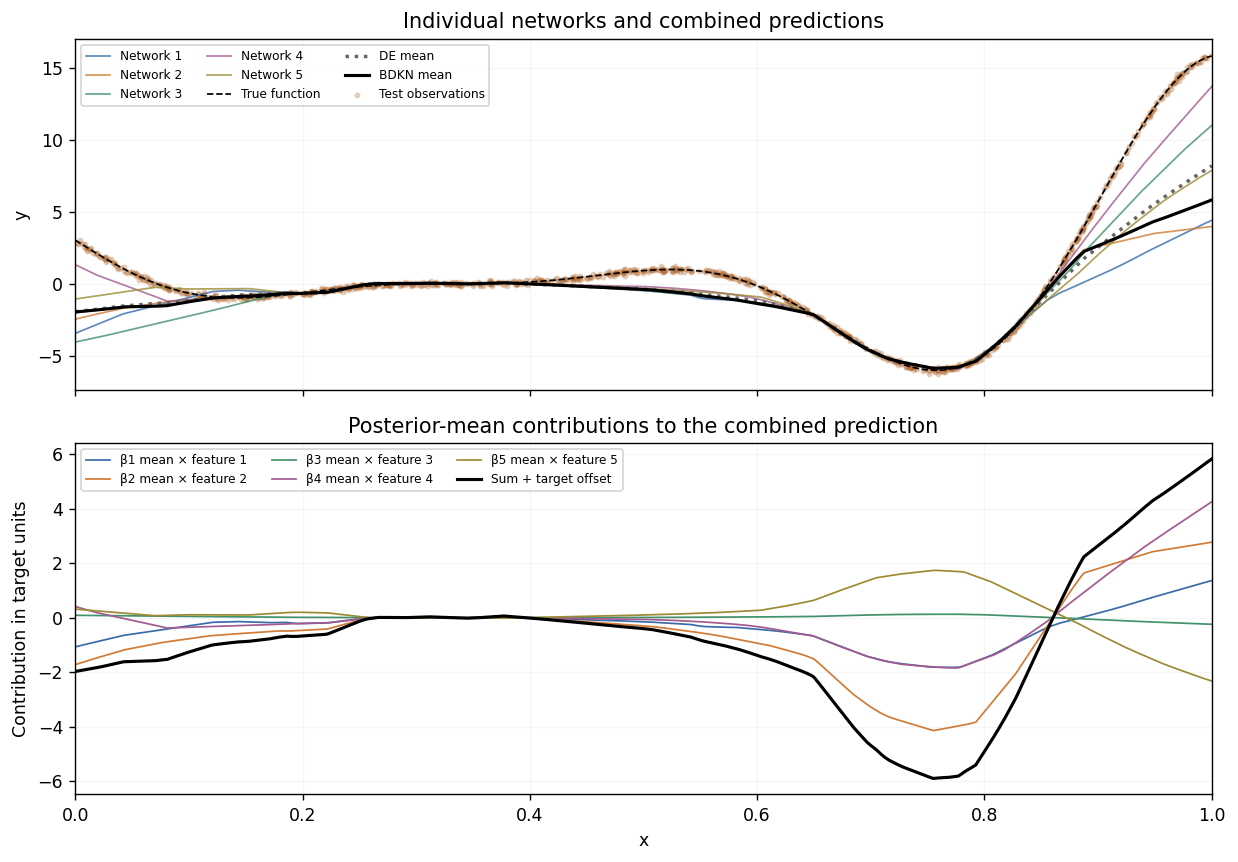 Individual networks and combined predictions
Network 1
Network 2
Network 3
Network 4
Network 5
True function
DE mean
BDKN mean
Test observations
15
10
5
0
−5
y
Posterior-mean contributions to the combined prediction
β1 mean × feature 1
β2 mean × feature 2
β3 mean × feature 3
β4 mean × feature 4
β5 mean × feature 5
Sum + target offset
6
4
2
0
−2
−4
−6
Contribution in target units
0.0
0.2
0.4
0.6
0.8
1.0
x